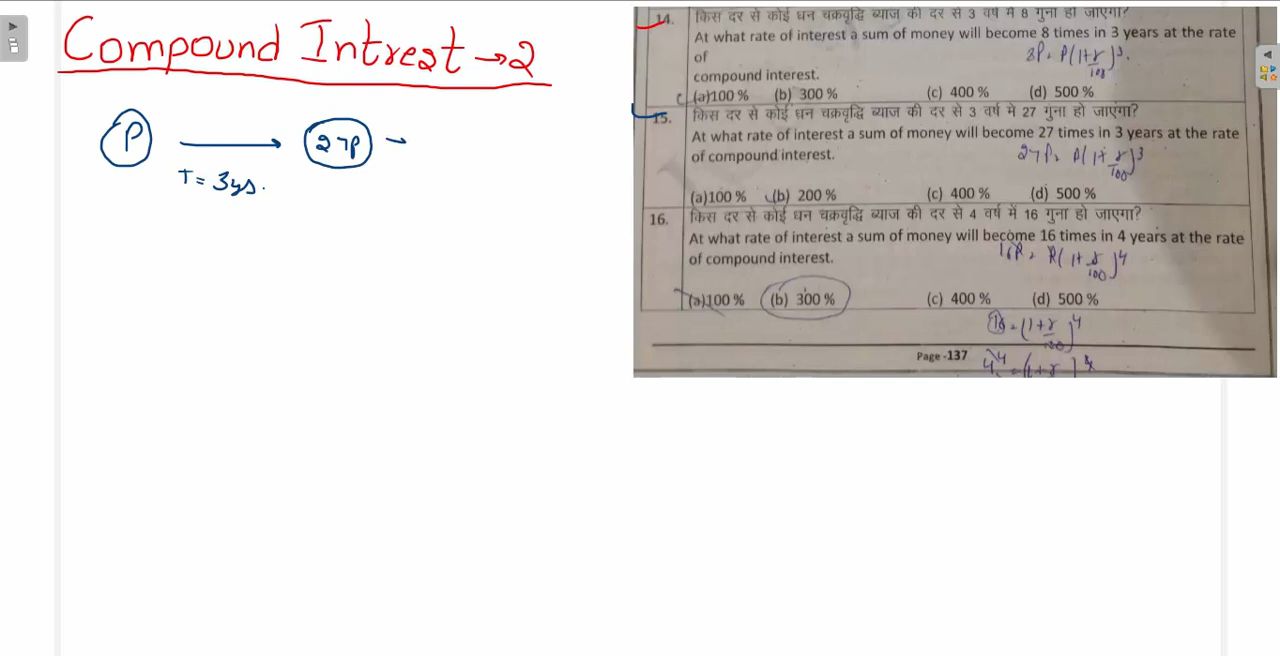 Compound Intrest → 2
P → 27P →
T = 3ys.
14. किस दर से कोई धन चक्रवृद्धि ब्याज की दर से 3 वर्ष में 8 गुना हो जाएगा?
At what rate of interest a sum of money will become 8 times in 3 years at the rate
of
8P = P(1+r/100)^3.
compound interest.
(a)100 % (b) 300 % (c) 400 % (d) 500 %
15. किस दर से कोई धन चक्रवृद्धि ब्याज की दर से 3 वर्ष मे 27 गुना हो जाएगा?
At what rate of interest a sum of money will become 27 times in 3 years at the rate
of compound interest. 27P = P(1+r/100)^3
(a)100 % (b) 200 % (c) 400 % (d) 500 %
16. किस दर से कोई धन चक्रवृद्धि ब्याज की दर से 4 वर्ष में 16 गुना हो जाएगा?
At what rate of interest a sum of money will become 16 times in 4 years at the rate
of compound interest. 16P = P(1+r/100)^4
(a)100 % (b) 300 % (c) 400 % (d) 500 %
16 = (1+r/100)^4
Page -137